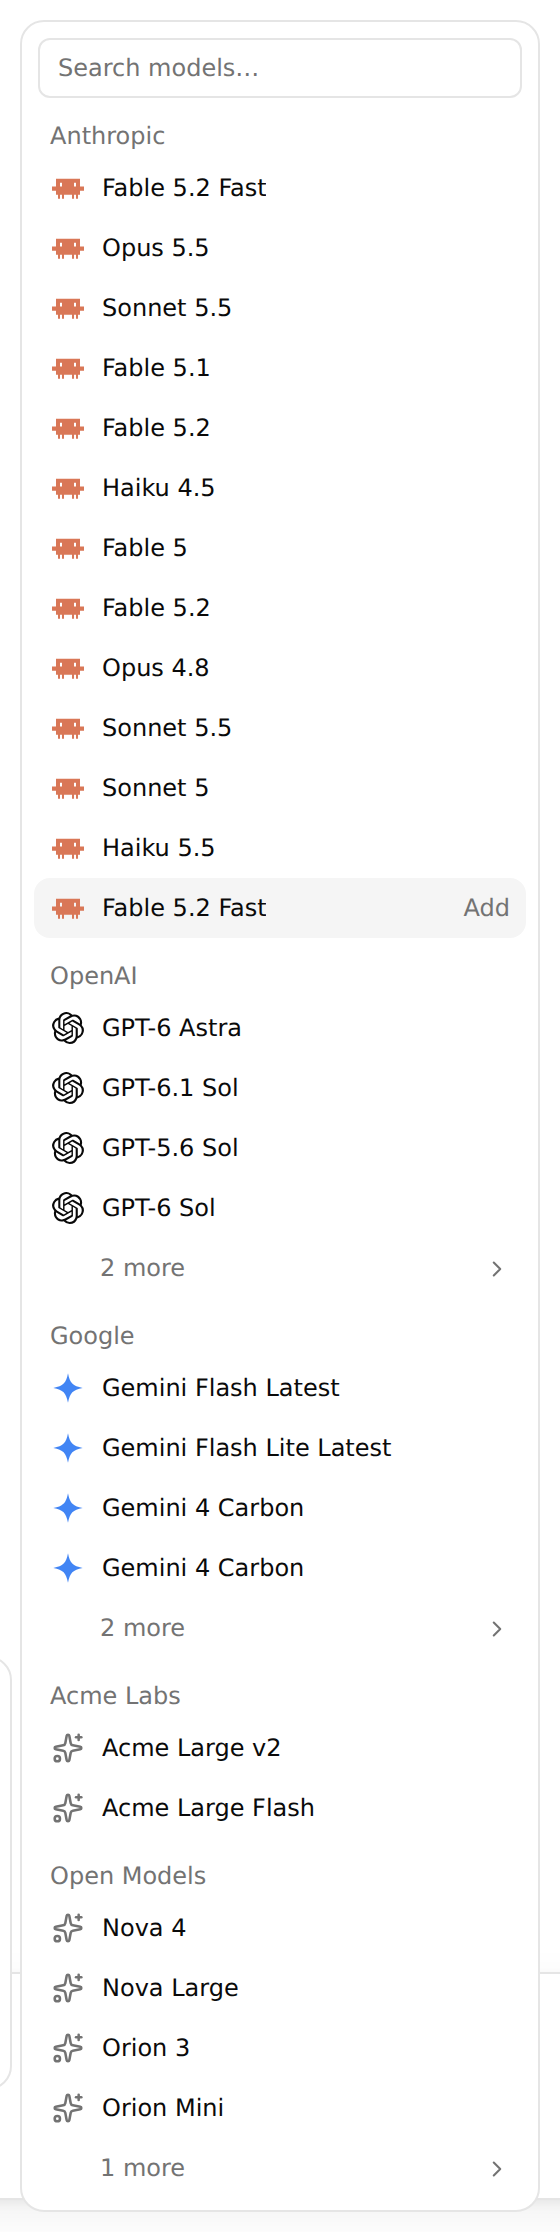 Search models...
Anthropic
Fable 5.2 Fast
Opus 5.5
Sonnet 5.5
Fable 5.1
Fable 5.2
Haiku 4.5
Fable 5
Fable 5.2
Opus 4.8
Sonnet 5.5
Sonnet 5
Haiku 5.5
Fable 5.2 Fast Add
OpenAI
GPT-6 Astra
GPT-6.1 Sol
GPT-5.6 Sol
GPT-6 Sol
2 more
Google
Gemini Flash Latest
Gemini Flash Lite Latest
Gemini 4 Carbon
Gemini 4 Carbon
2 more
Acme Labs
Acme Large v2
Acme Large Flash
Open Models
Nova 4
Nova Large
Orion 3
Orion Mini
1 more